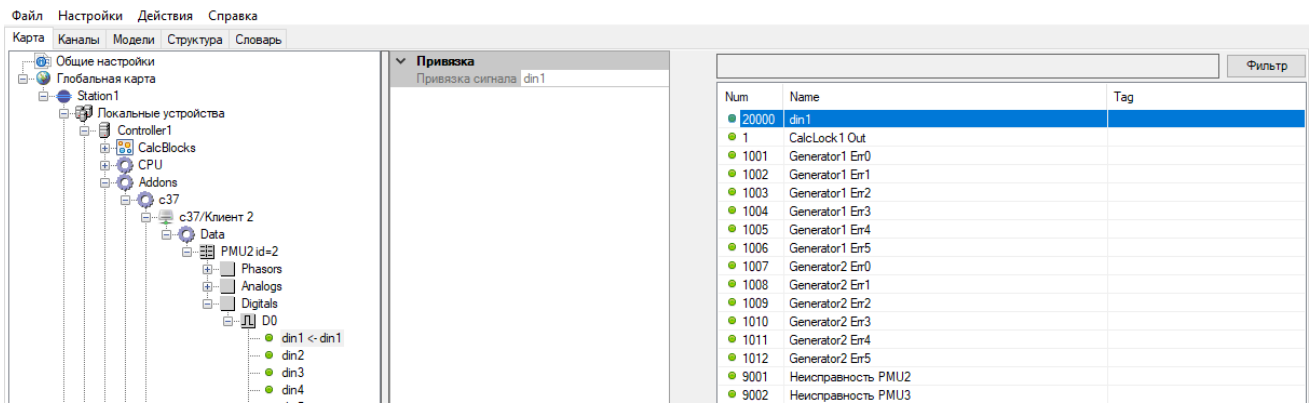 Файл Настройки Действия Справка
Карта Каналы Модели Структура Словарь
Общие настройки
Глобальная карта
Station1
Локальные устройства
Controller1
CalcBlocks
CPU
Addons
c37
c37/Клиент 2
Data
PMU2 id=2
Phasors
Analogs
Digitals
D0
din1 <- din1
din2
din3
din4
Привязка
Привязка сигнала din1
Фильтр
Num Name Tag
20000 din1
1 CalcLock1 Out
1001 Generator1 Err0
1002 Generator1 Err1
1003 Generator1 Err2
1004 Generator1 Err3
1005 Generator1 Err4
1006 Generator1 Err5
1007 Generator2 Err0
1008 Generator2 Err1
1009 Generator2 Err2
1010 Generator2 Err3
1011 Generator2 Err4
1012 Generator2 Err5
9001 Неисправность PMU2
9002 Неисправность PMU3